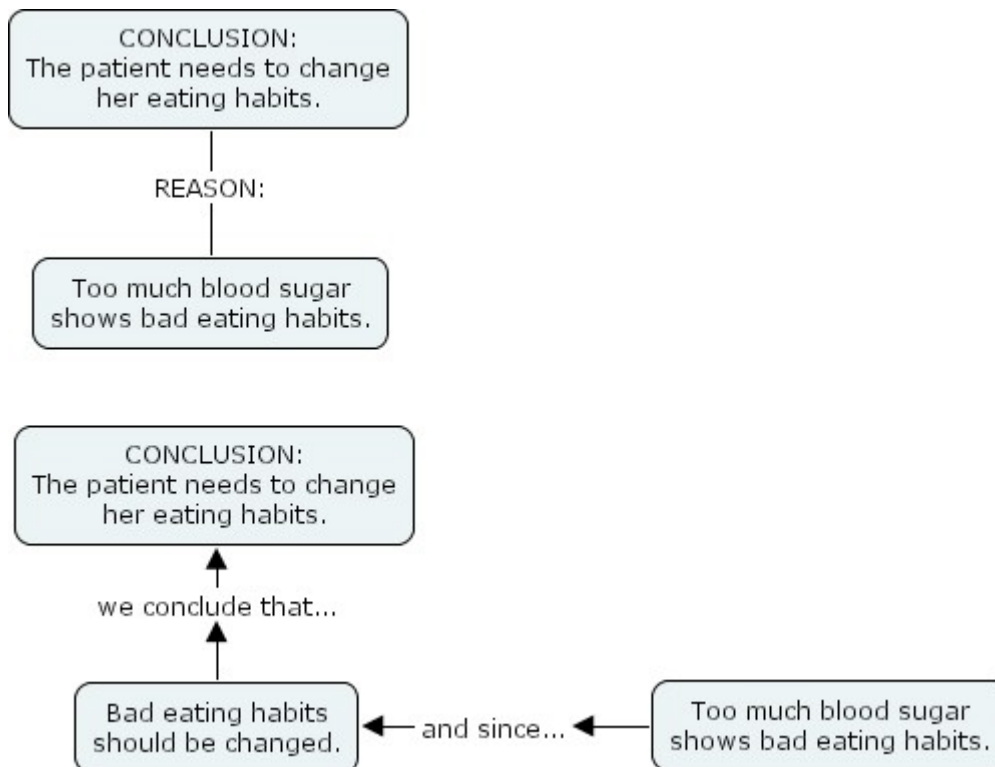 CONCLUSION:
The patient needs to change
her eating habits.
REASON:
Too much blood sugar
shows bad eating habits.
CONCLUSION:
The patient needs to change
her eating habits.
we conclude that...
Bad eating habits
should be changed.
and since...
Too much blood sugar
shows bad eating habits.